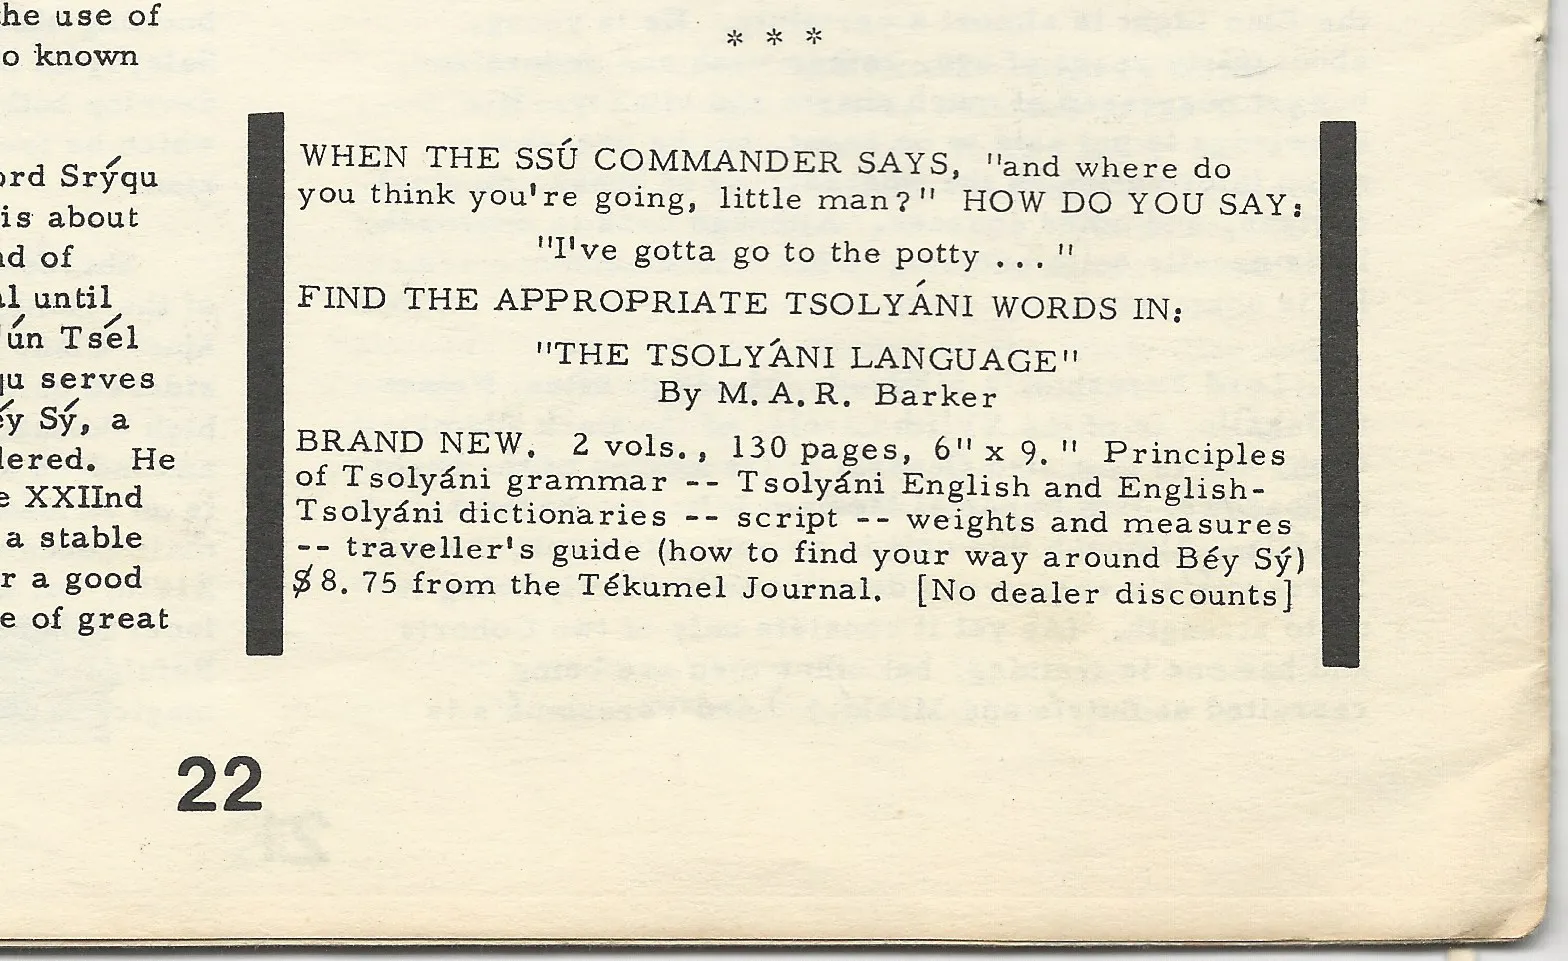 the use of
o known
ord Srýqu
is about
nd of
al until
'ún Tsél
qu serves
éy Sý, a
dered. He
e XXIInd
a stable
r a good
e of great
* * *
WHEN THE SSÚ COMMANDER SAYS, "and where do
you think you're going, little man?" HOW DO YOU SAY:
"I've gotta go to the potty ... "
FIND THE APPROPRIATE TSOLYÁNI WORDS IN:
"THE TSOLYÁNI LANGUAGE"
By M. A. R. Barker
BRAND NEW. 2 vols., 130 pages, 6" x 9. " Principles
of Tsolyáni grammar -- Tsolyáni English and English-
Tsolyáni dictionaries -- script -- weights and measures
-- traveller's guide (how to find your way around Béy Sý)
$8. 75 from the Tékumel Journal. [No dealer discounts]
22